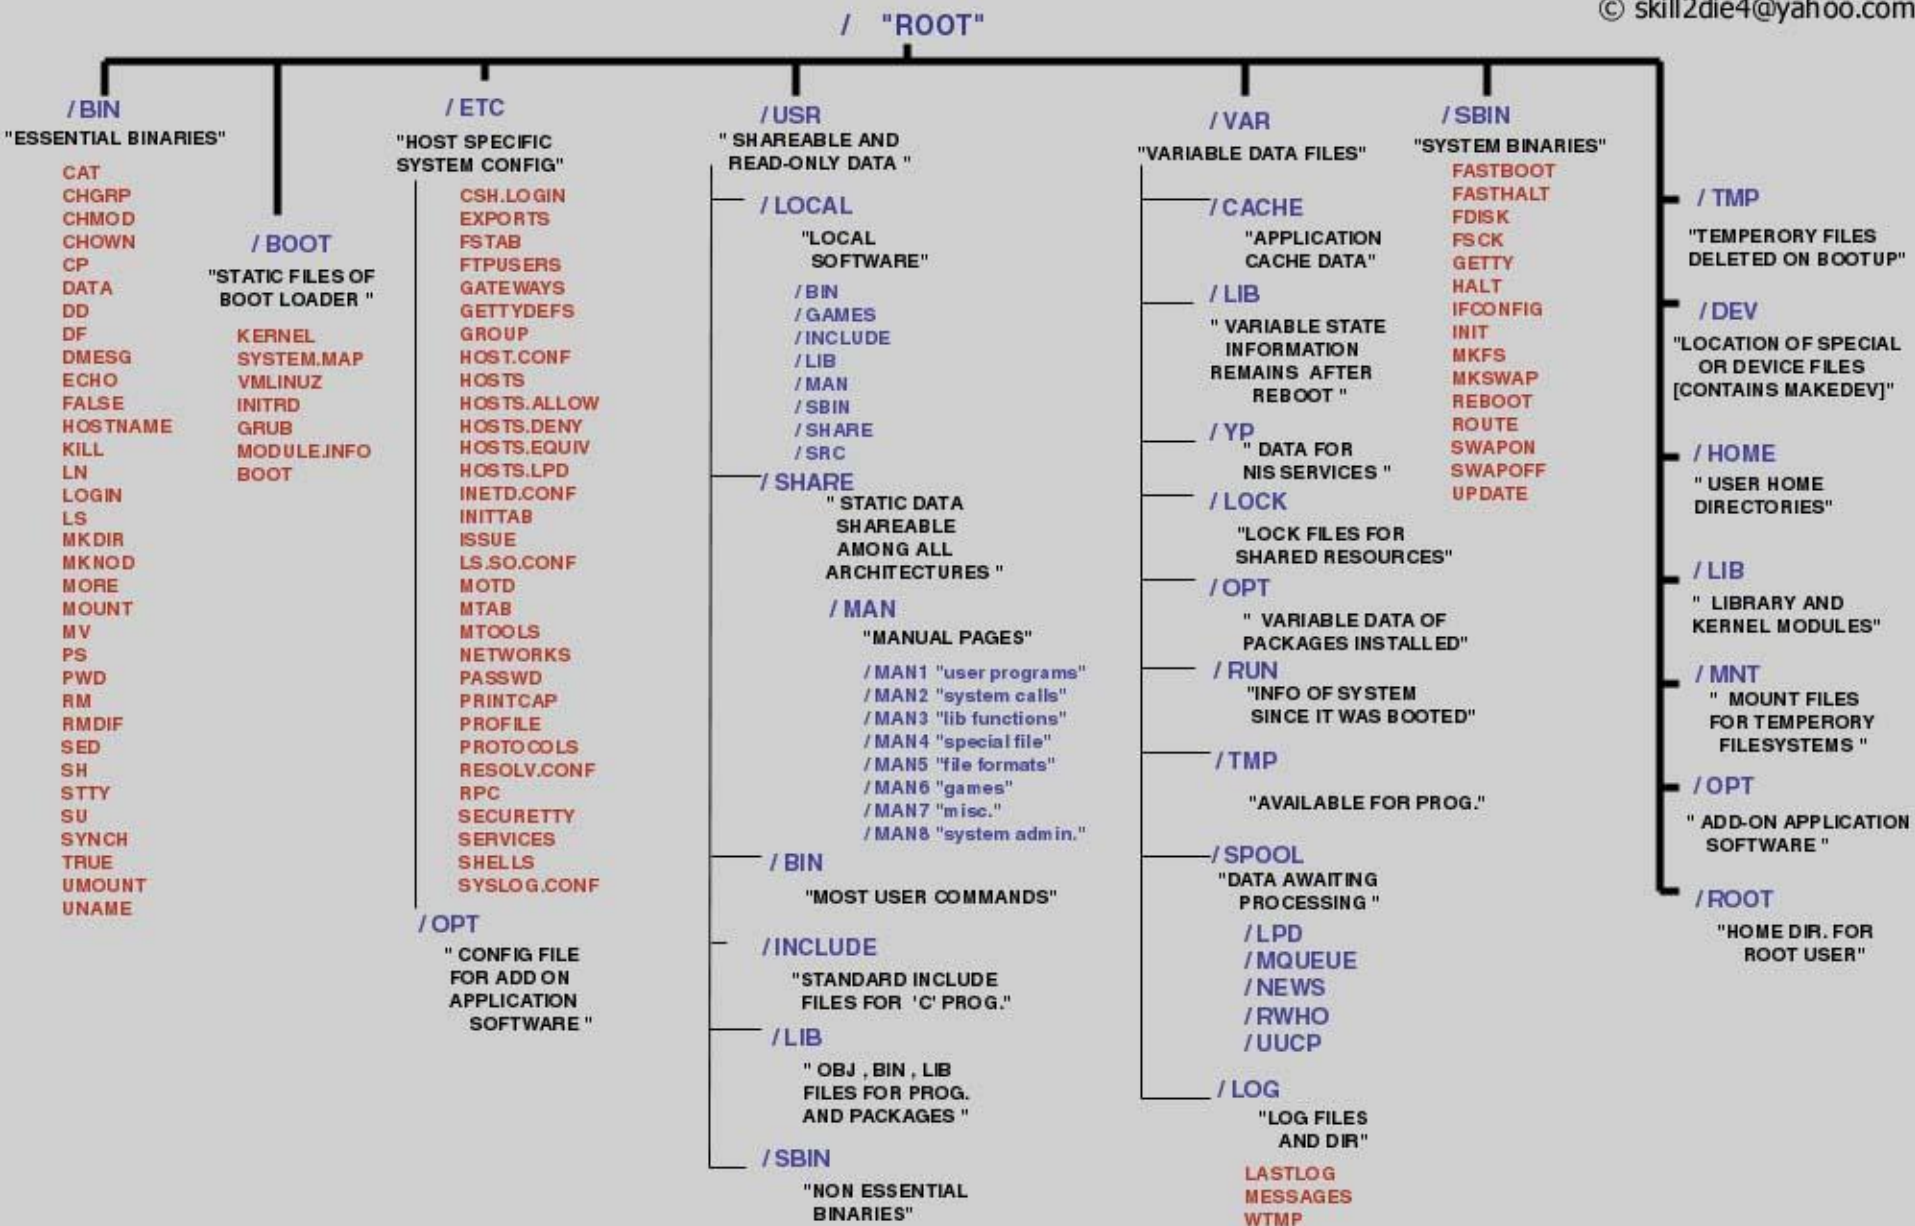 © skill2die4@yahoo.com
/ "ROOT"
/BIN
"ESSENTIAL BINARIES"
CAT
CHGRP
CHMOD
CHOWN
CP
DATA
DD
DF
DMESG
ECHO
FALSE
HOSTNAME
KILL
LN
LOGIN
LS
MKDIR
MKNOD
MORE
MOUNT
MV
PS
PWD
RM
RMDIF
SED
SH
STTY
SU
SYNCH
TRUE
UMOUNT
UNAME
/BOOT
"STATIC FILES OF
BOOT LOADER "
KERNEL
SYSTEM.MAP
VMLINUZ
INITRD
GRUB
MODULE.INFO
BOOT
/ETC
"HOST SPECIFIC
SYSTEM CONFIG"
CSH.LOGIN
EXPORTS
FSTAB
FTPUSERS
GATEWAYS
GETTYDEFS
GROUP
HOST.CONF
HOSTS
HOSTS.ALLOW
HOSTS.DENY
HOSTS.EQUIV
HOSTS.LPD
INETD.CONF
INITTAB
ISSUE
LS.SO.CONF
MOTD
MTAB
MTOOLS
NETWORKS
PASSWD
PRINTCAP
PROFILE
PROTOCOLS
RESOLV.CONF
RPC
SECURETTY
SERVICES
SHELLS
SYSLOG.CONF
/OPT
" CONFIG FILE
FOR ADD ON
APPLICATION
SOFTWARE "
/USR
" SHAREABLE AND
READ-ONLY DATA "
/LOCAL
"LOCAL
SOFTWARE"
/BIN
/GAMES
/INCLUDE
/LIB
/MAN
/SBIN
/SHARE
/SRC
/SHARE
" STATIC DATA
SHAREABLE
AMONG ALL
ARCHITECTURES "
/MAN
"MANUAL PAGES"
/MAN1 "user programs"
/MAN2 "system calls"
/MAN3 "lib functions"
/MAN4 "special file"
/MAN5 "file formats"
/MAN6 "games"
/MAN7 "misc."
/MAN8 "system admin."
/BIN
"MOST USER COMMANDS"
/INCLUDE
"STANDARD INCLUDE
FILES FOR 'C' PROG."
/LIB
" OBJ , BIN , LIB
FILES FOR PROG.
AND PACKAGES "
/SBIN
"NON ESSENTIAL
BINARIES"
/VAR
"VARIABLE DATA FILES"
/CACHE
"APPLICATION
CACHE DATA"
/LIB
" VARIABLE STATE
INFORMATION
REMAINS AFTER
REBOOT "
/YP
" DATA FOR
NIS SERVICES "
/LOCK
"LOCK FILES FOR
SHARED RESOURCES"
/OPT
" VARIABLE DATA OF
PACKAGES INSTALLED"
/RUN
"INFO OF SYSTEM
SINCE IT WAS BOOTED"
/TMP
"AVAILABLE FOR PROG."
/SPOOL
"DATA AWAITING
PROCESSING "
/LPD
/MQUEUE
/NEWS
/RWHO
/UUCP
/LOG
"LOG FILES
AND DIR"
LASTLOG
MESSAGES
WTMP
/SBIN
"SYSTEM BINARIES"
FASTBOOT
FASTHALT
FDISK
FSCK
GETTY
HALT
IFCONFIG
INIT
MKFS
MKSWAP
REBOOT
ROUTE
SWAPON
SWAPOFF
UPDATE
/TMP
"TEMPERORY FILES
DELETED ON BOOTUP"
/DEV
"LOCATION OF SPECIAL
OR DEVICE FILES
[CONTAINS MAKEDEV]"
/HOME
" USER HOME
DIRECTORIES"
/LIB
" LIBRARY AND
KERNEL MODULES"
/MNT
" MOUNT FILES
FOR TEMPERORY
FILESYSTEMS "
/OPT
" ADD-ON APPLICATION
SOFTWARE "
/ROOT
"HOME DIR. FOR
ROOT USER"